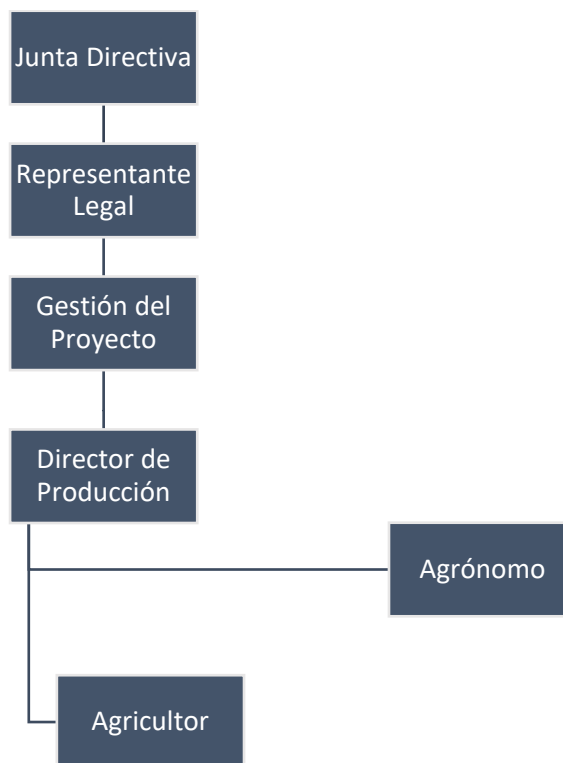 Junta Directiva
Representante
Legal
Gestión del
Proyecto
Director de
Producción
Agrónomo
Agricultor